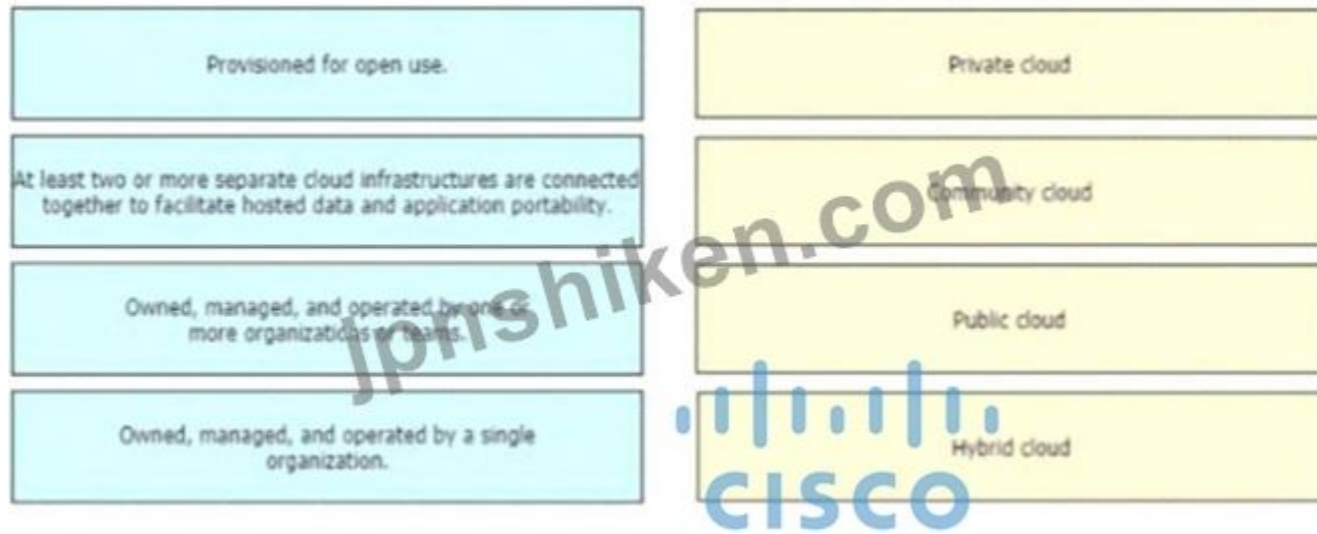 Provisioned for open use.
Private cloud
At least two or more separate cloud infrastructures are connected
together to facilitate hosted data and application portability.
Community cloud
Owned, managed, and operated by one or
more organizations or teams.
Public cloud
Owned, managed, and operated by a single
organization.
Hybrid cloud
jpnshiken.com
CISCO